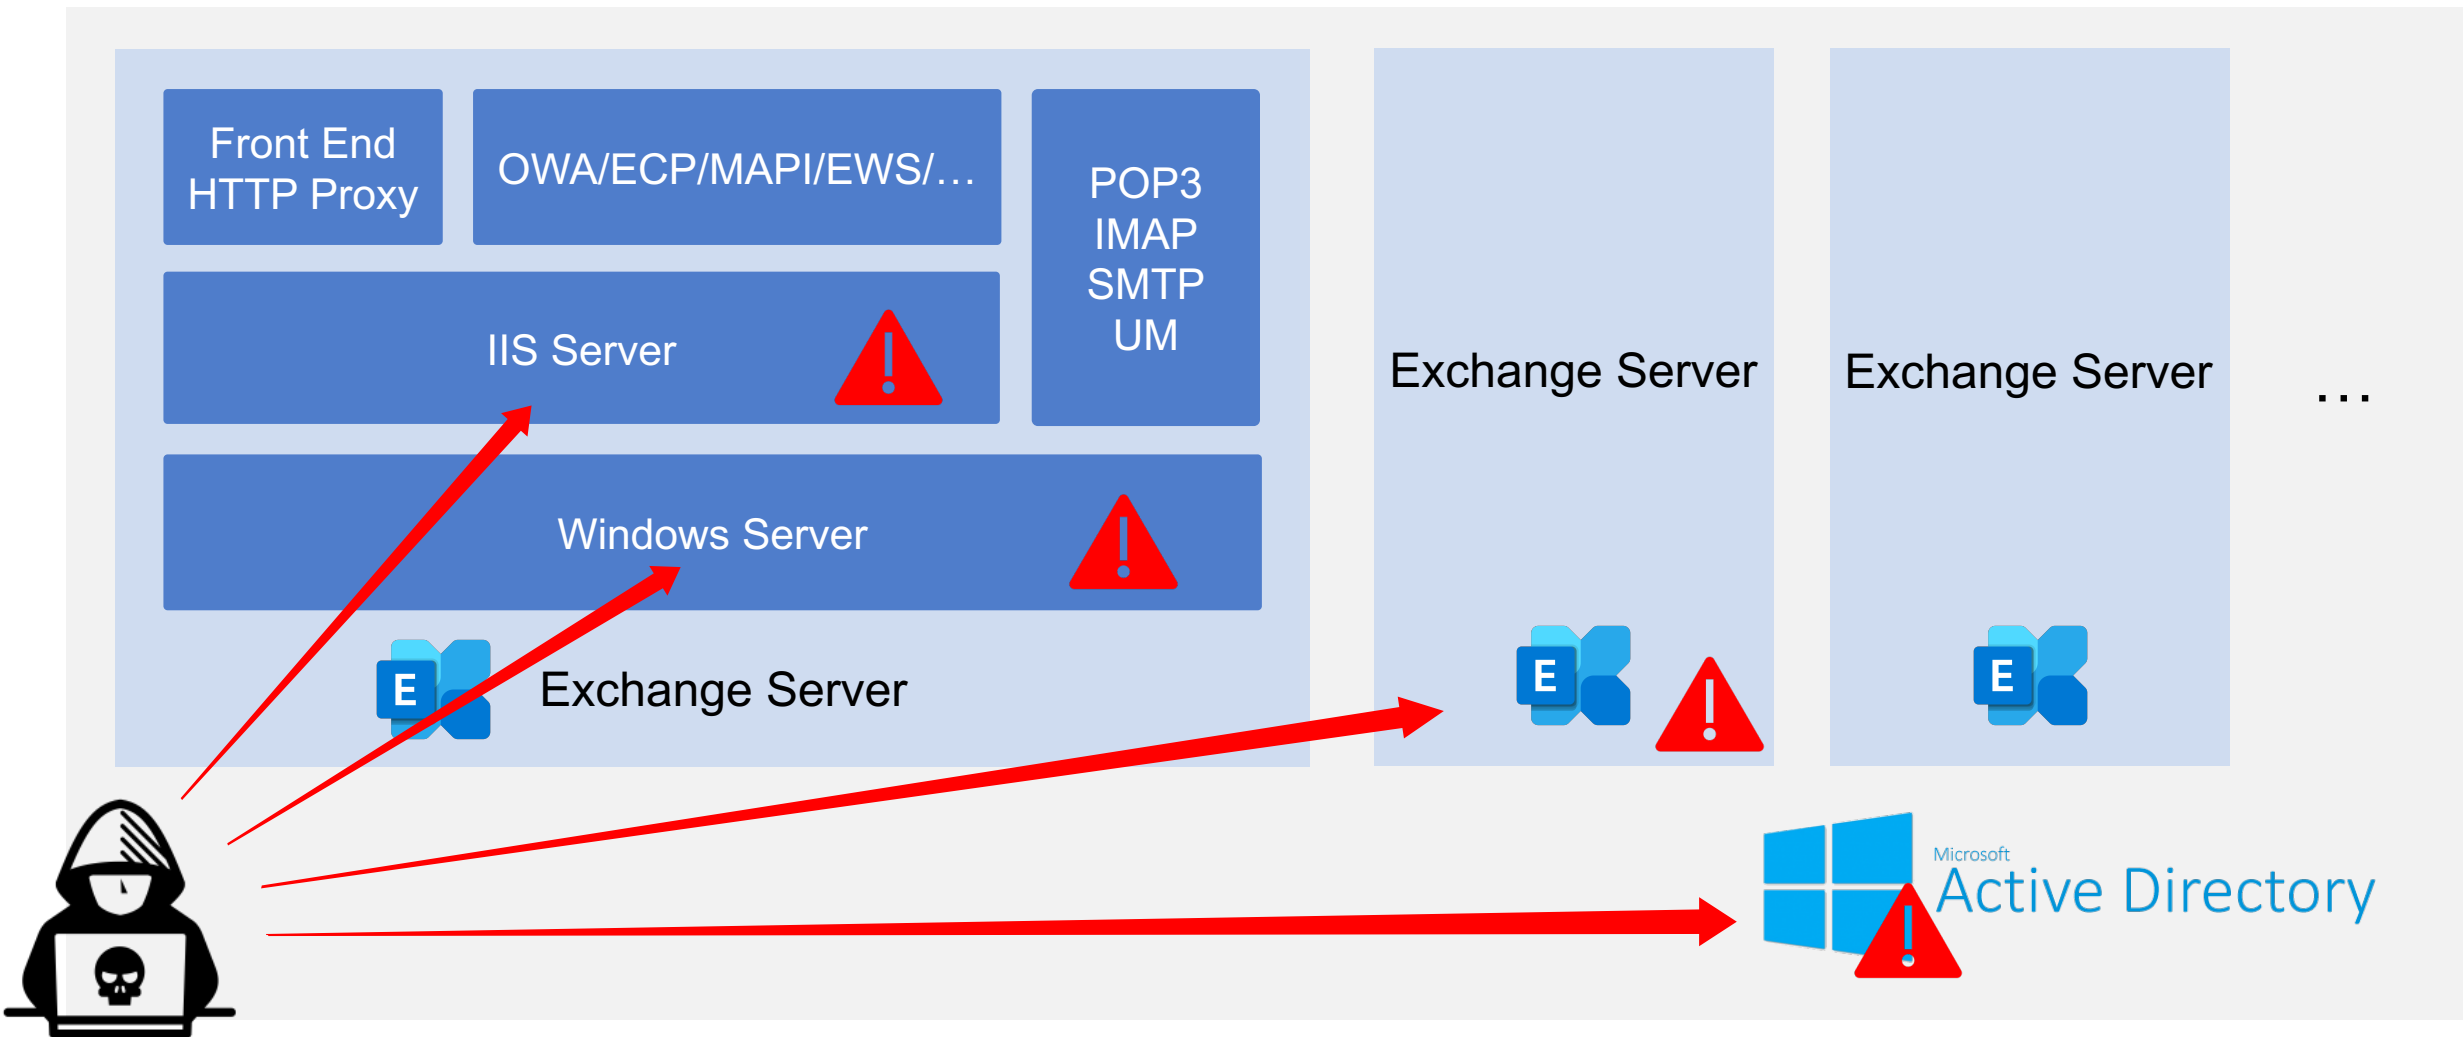 Front End
HTTP Proxy
OWA/ECP/MAPI/EWS/…
POP3
IMAP
SMTP
UM
IIS Server
Windows Server
E
Exchange Server
Exchange Server
E
Exchange Server
E
…
Microsoft
Active Directory